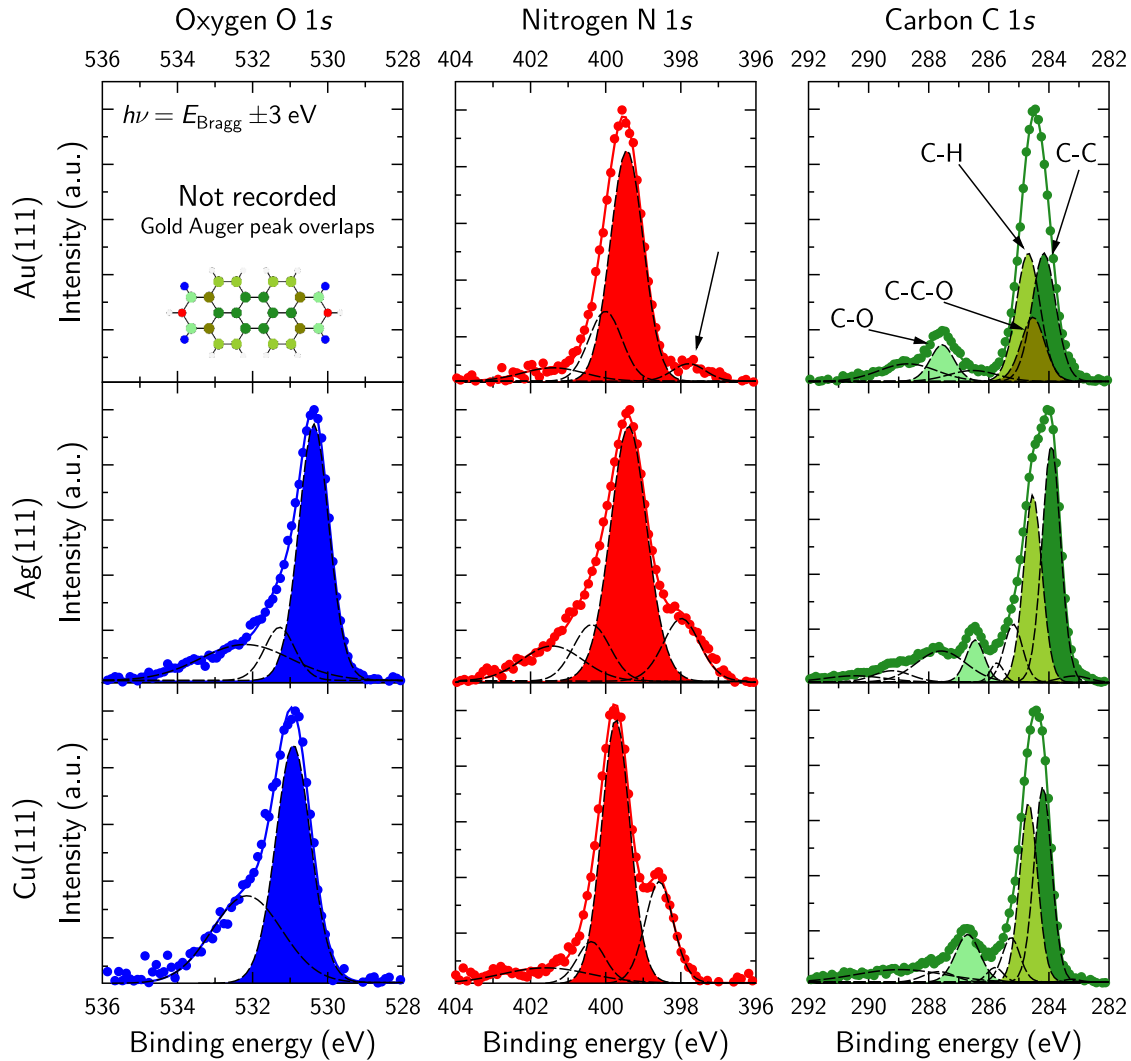 Oxygen O 1s
Nitrogen N 1s
Carbon C 1s
536 534 532 530 528
404 402 400 398 396
292 290 288 286 284 282
Au(111)
Intensity (a.u.)
hν = E_Bragg ±3 eV
Not recorded
Gold Auger peak overlaps
C-H
C-C
C-C-O
C-O
Ag(111)
Intensity (a.u.)
Cu(111)
Intensity (a.u.)
536 534 532 530 528
404 402 400 398 396
292 290 288 286 284 282
Binding energy (eV)
Binding energy (eV)
Binding energy (eV)